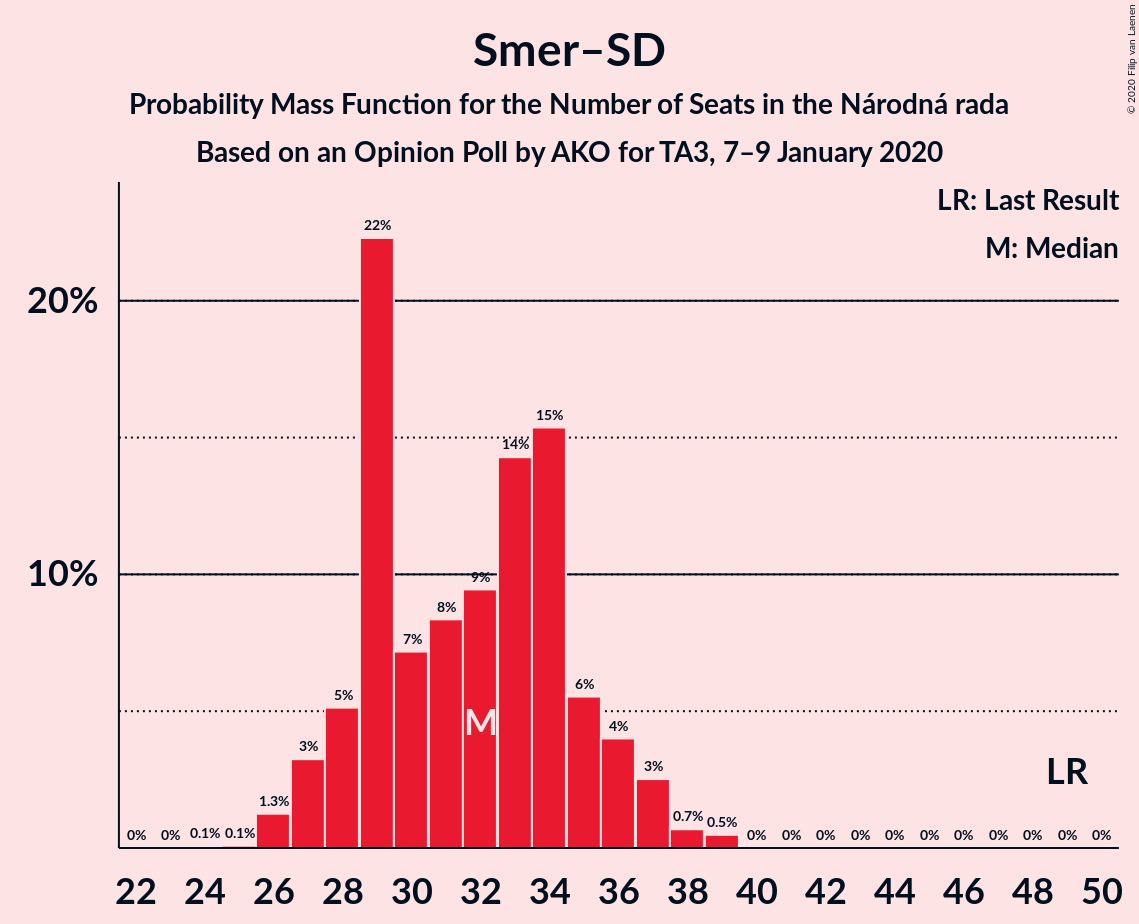 Smer–SD
Probability Mass Function for the Number of Seats in the Národná rada
Based on an Opinion Poll by AKO for TA3, 7–9 January 2020
© 2020 Filip van Laenen
LR: Last Result
M: Median
20%
10%
0% 0% 0.1% 0.1% 1.3% 3% 5% 22% 7% 8% 9% 14% 15% 6% 4% 3% 0.7% 0.5% 0% 0% 0% 0% 0% 0% 0% 0% 0% 0% 0%
M
LR
22 24 26 28 30 32 34 36 38 40 42 44 46 48 50